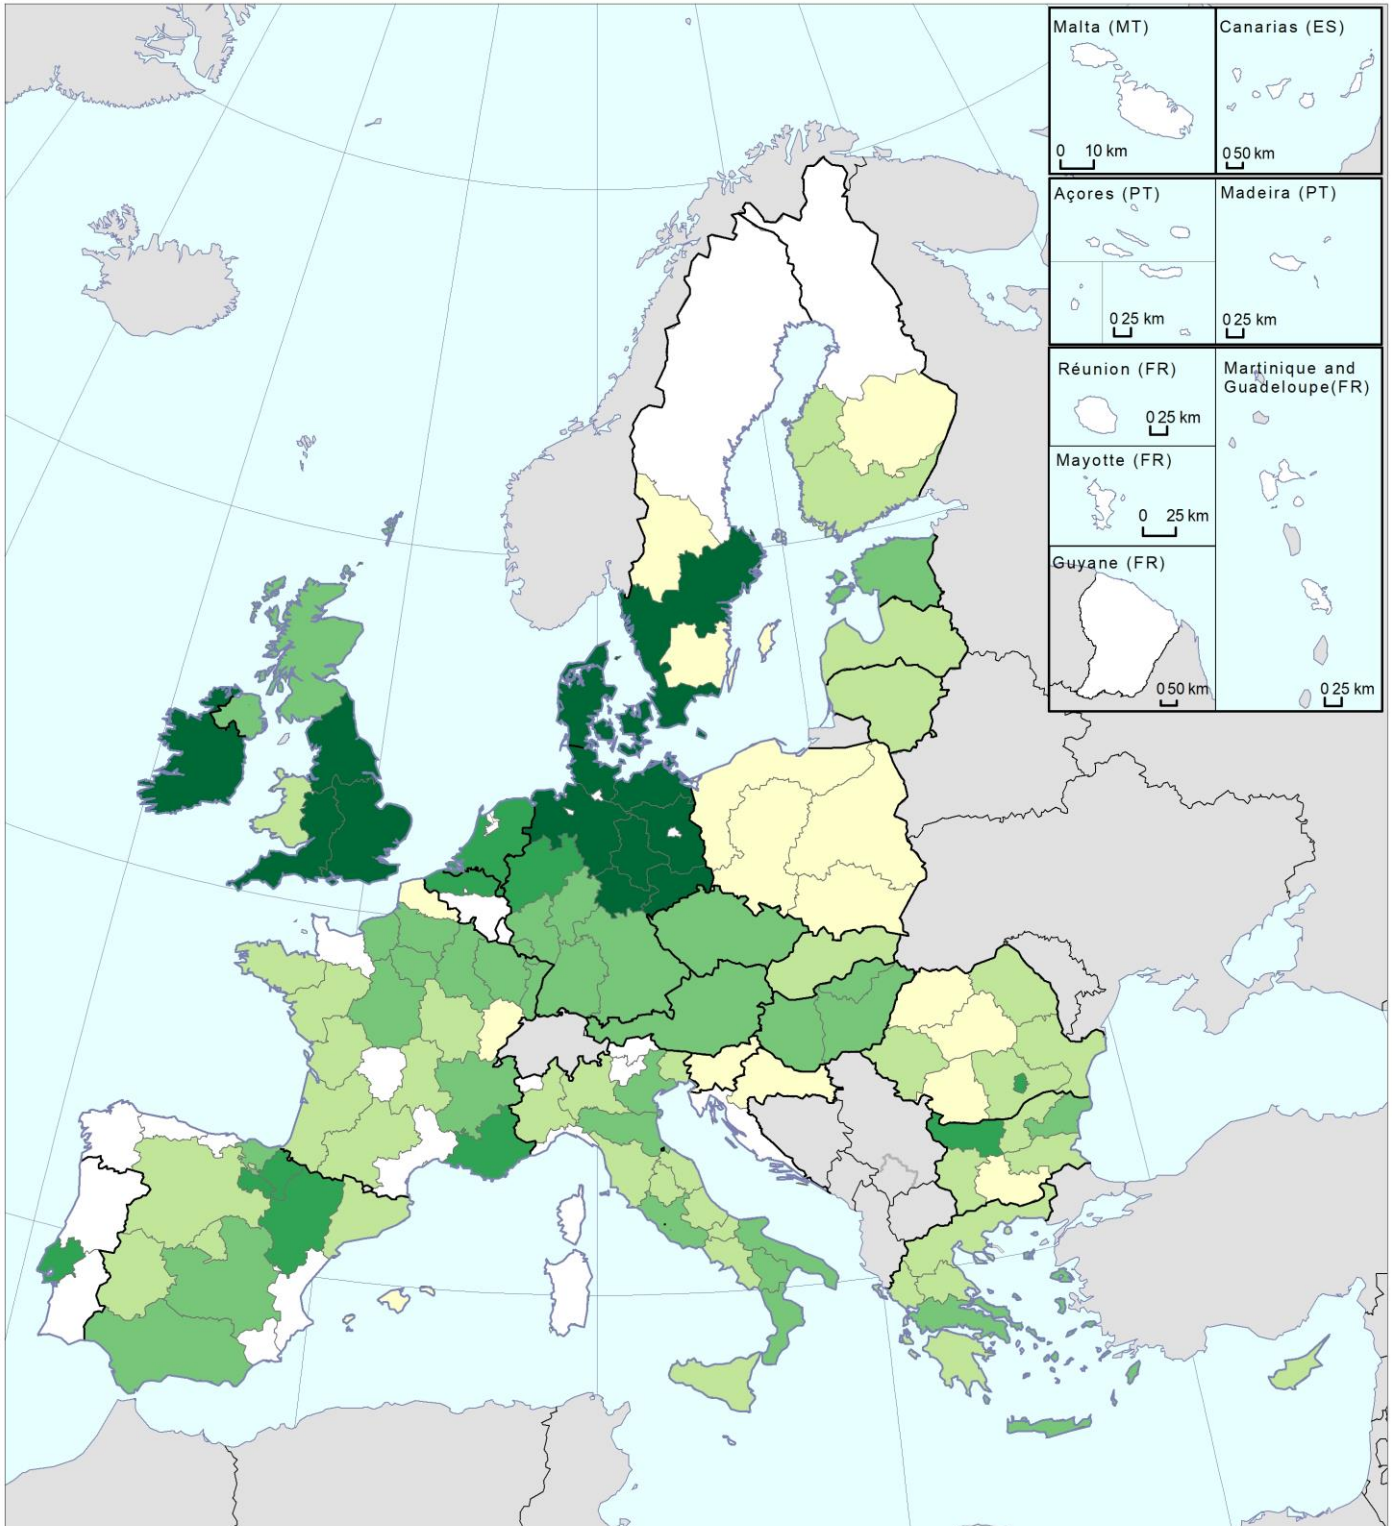 Malta (MT)
0 10 km
Canarias (ES)
0 50 km
Açores (PT)
0 25 km
Madeira (PT)
0 25 km
Réunion (FR)
0 25 km
Mayotte (FR)
0 25 km
Guyane (FR)
0 50 km
Martinique and
Guadeloupe(FR)
0 25 km